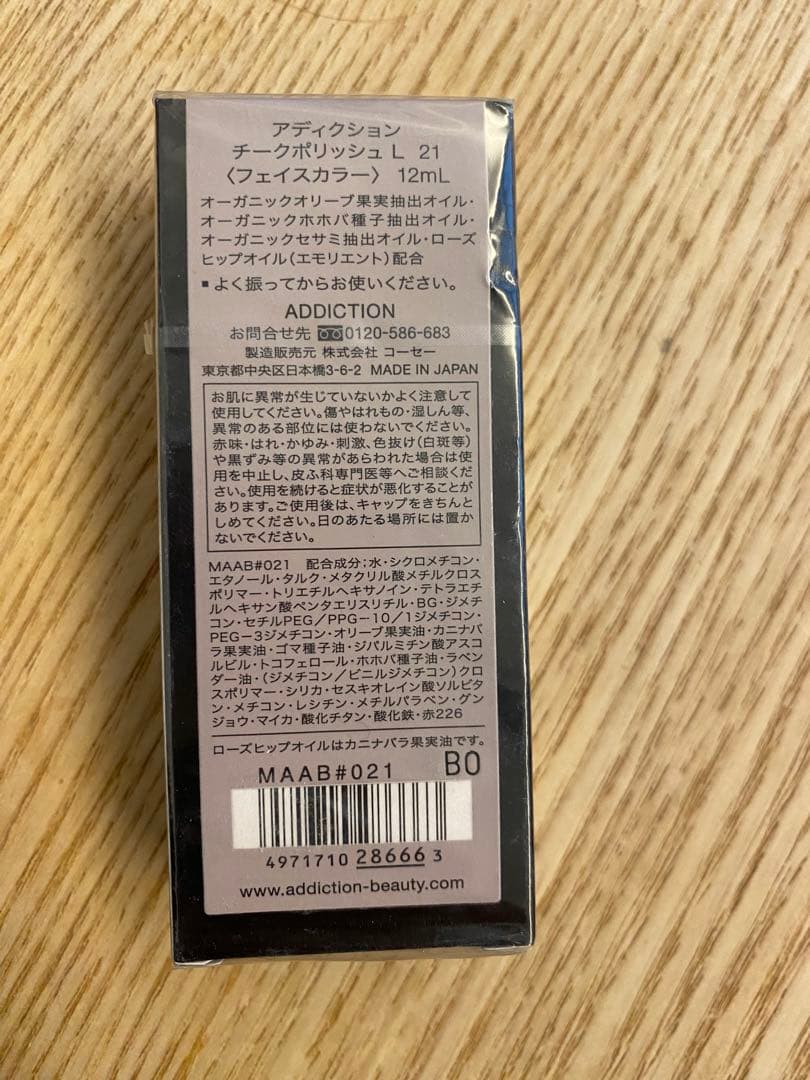 アディクション
チークポリッシュ L 21
〈フェイスカラー〉 12mL
オーガニックオリーブ果実抽出オイル・
オーガニックホホバ種子抽出オイル・
オーガニックセサミ抽出オイル・ローズ
ヒップオイル(エモリエント)配合
▪よく振ってからお使いください。
ADDICTION
お問合せ先 0120-586-683
製造販売元 株式会社 コーセー
東京都中央区日本橋3-6-2 MADE IN JAPAN
お肌に異常が生じていないかよく注意して
使用してください。傷やはれもの・湿しん等、
異常のある部位には使わないでください。
赤味・はれ・かゆみ・刺激、色抜け(白斑等)
や黒ずみ等の異常があらわれた場合は使
用を中止し、皮ふ科専門医等へご相談くだ
さい。使用を続けると症状が悪化することが
あります。ご使用後は、キャップをきちんと
しめてください。日のあたる場所には置か
ないでください。
MAAB#021 配合成分;水・シクロメチコン・
エタノール・タルク・メタクリル酸メチルクロス
ポリマー・トリエチルヘキサノイン・テトラエチ
ルヘキサン酸ペンタエリスリチル・BG・ジメチ
コン・セチルPEG/PPG-10/1ジメチコン・
PEG-3ジメチコン・オリーブ果実油・カニナバ
ラ果実油・ゴマ種子油・ジパルミチン酸アスコ
ルビル・トコフェロール・ホホバ種子油・ラベン
ダー油・(ジメチコン/ビニルジメチコン)クロ
スポリマー・シリカ・セスキオレイン酸ソルビタ
ン・メチコン・レシチン・メチルパラベン・グン
ジョウ・マイカ・酸化チタン・酸化鉄・赤226
ローズヒップオイルはカニナバラ果実油です。
MAAB#021 BO
4971710 28666 3
www.addiction-beauty.com